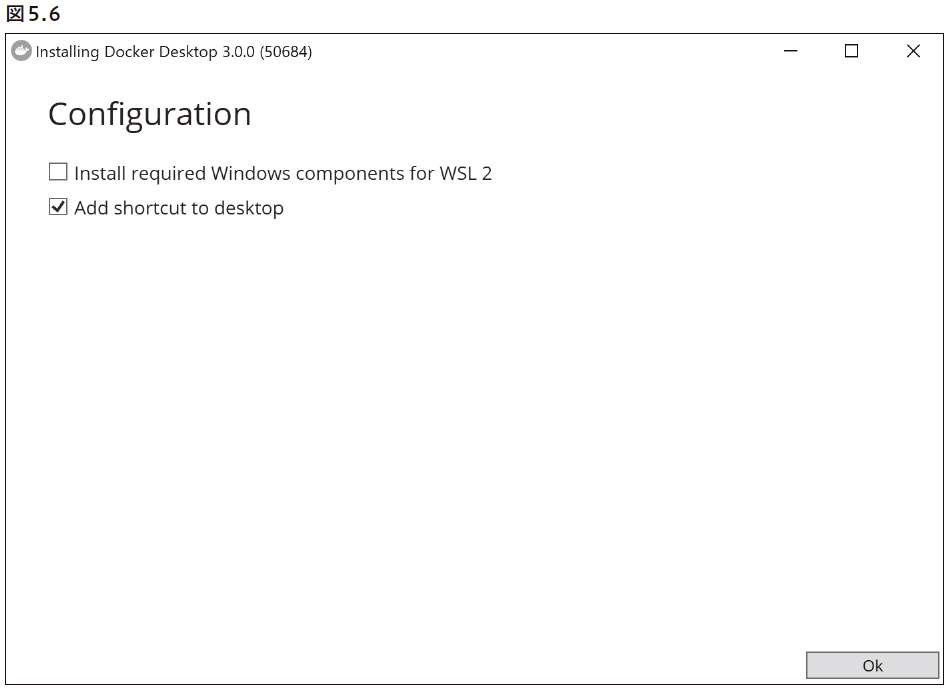 図5.6
Installing Docker Desktop 3.0.0 (50684)
Configuration
Install required Windows components for WSL 2
Add shortcut to desktop
Ok